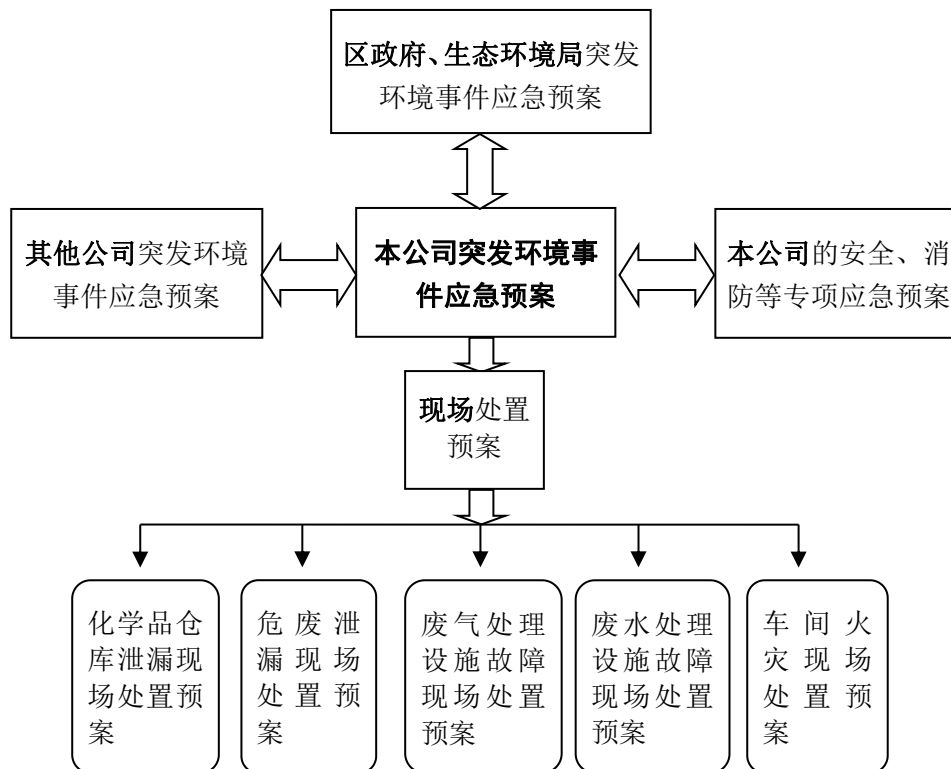 区政府、生态环境局突发
环境事件应急预案
其他公司突发环境
事件应急预案
本公司突发环境事
件应急预案
本公司的安全、消
防等专项应急预案
现场处置
预案
化学品仓
库泄漏现
场处置预
案
危废泄
漏现场
处置预
案
废气处理
设施故障
现场处置
预案
废水处理
设施故障
现场处置
预案
车间火
灾现场
处置预
案